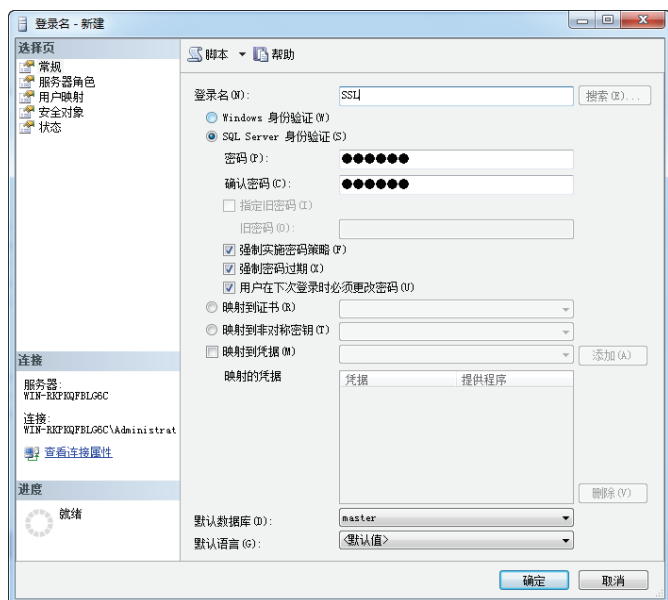 登录名 - 新建
选择页
常规
服务器角色
用户映射
安全对象
状态
脚本 帮助
登录名(N): SSL 搜索(E)...
Windows 身份验证(W)
SQL Server 身份验证(S)
密码(P): ●●●●●●
确认密码(C): ●●●●●●
指定旧密码(I)
旧密码(O):
强制实施密码策略(F)
强制密码过期(X)
用户在下次登录时必须更改密码(U)
映射到证书(R)
映射到非对称密钥(T)
映射到凭据(M) 添加(A)
映射的凭据 凭据 提供程序
删除(V)
默认数据库(D): master
默认语言(G): <默认值>
连接
服务器:
WIN-RKPKQFBLG6C
连接:
WIN-RKPKQFBLG6C\Administrat
查看连接属性
进度
就绪
确定 取消